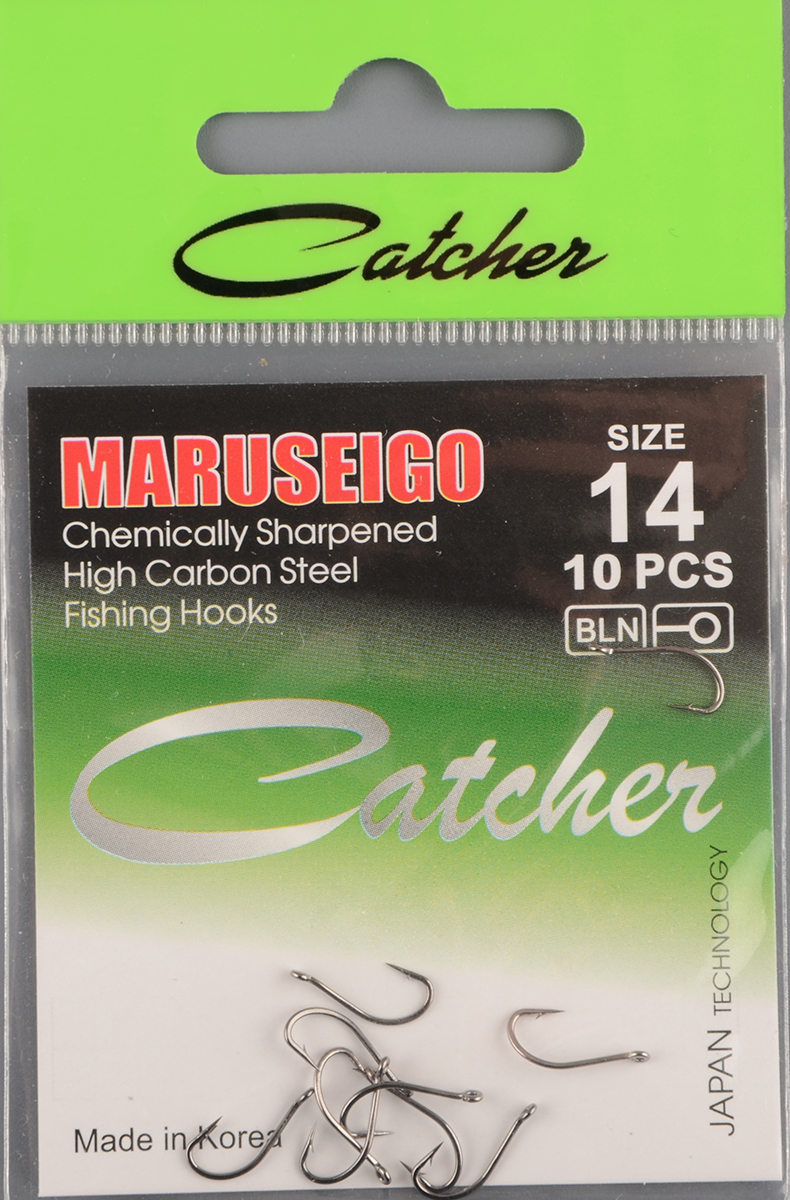 Catcher
MARUSEIGO
Chemically Sharpened
High Carbon Steel
Fishing Hooks
SIZE
14
10 PCS
BLN
Catcher
JAPAN TECHNOLOGY
Made in Korea